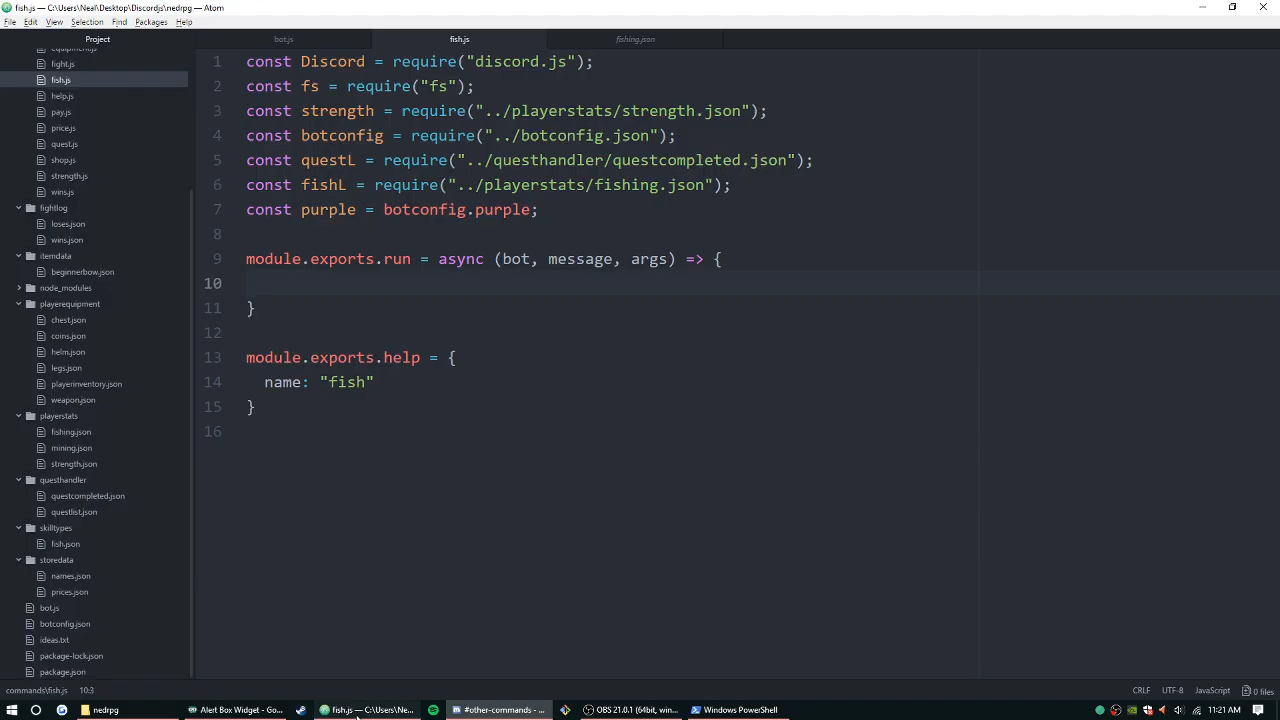 fish.js — C:\Users\Neal\Desktop\Discordjs\nedrpg — Atom
File Edit View Selection Find Packages Help
Project
bot.js
fish.js
fishing.json
equipment.js
fight.js
fish.js
help.js
pay.js
price.js
quest.js
shop.js
strength.js
wins.js
fightlog
loses.json
wins.json
itemdata
beginnerbow.json
node_modules
playerequipment
chest.json
coins.json
helm.json
legs.json
playerinventory.json
weapon.json
playerstats
fishing.json
mining.json
strength.json
questhandler
questcompleted.json
questlist.json
skilltypes
fish.json
storedata
names.json
prices.json
bot.js
botconfig.json
ideas.txt
package-lock.json
package.json
1 const Discord = require("discord.js");
2 const fs = require("fs");
3 const strength = require("../playerstats/strength.json");
4 const botconfig = require("../botconfig.json");
5 const questL = require("../questhandler/questcompleted.json");
6 const fishL = require("../playerstats/fishing.json");
7 const purple = botconfig.purple;
8
9 module.exports.run = async (bot, message, args) => {
10
11 }
12
13 module.exports.help = {
14 name: "fish"
15 }
16
commands\fish.js 10:3
CRLF UTF-8 JavaScript 0 files
nedrpg
Alert Box Widget - Go...
fish.js — C:\Users\Ne...
#other-commands - ...
OBS 21.0.1 (64bit, win...
Windows PowerShell
11:21 AM